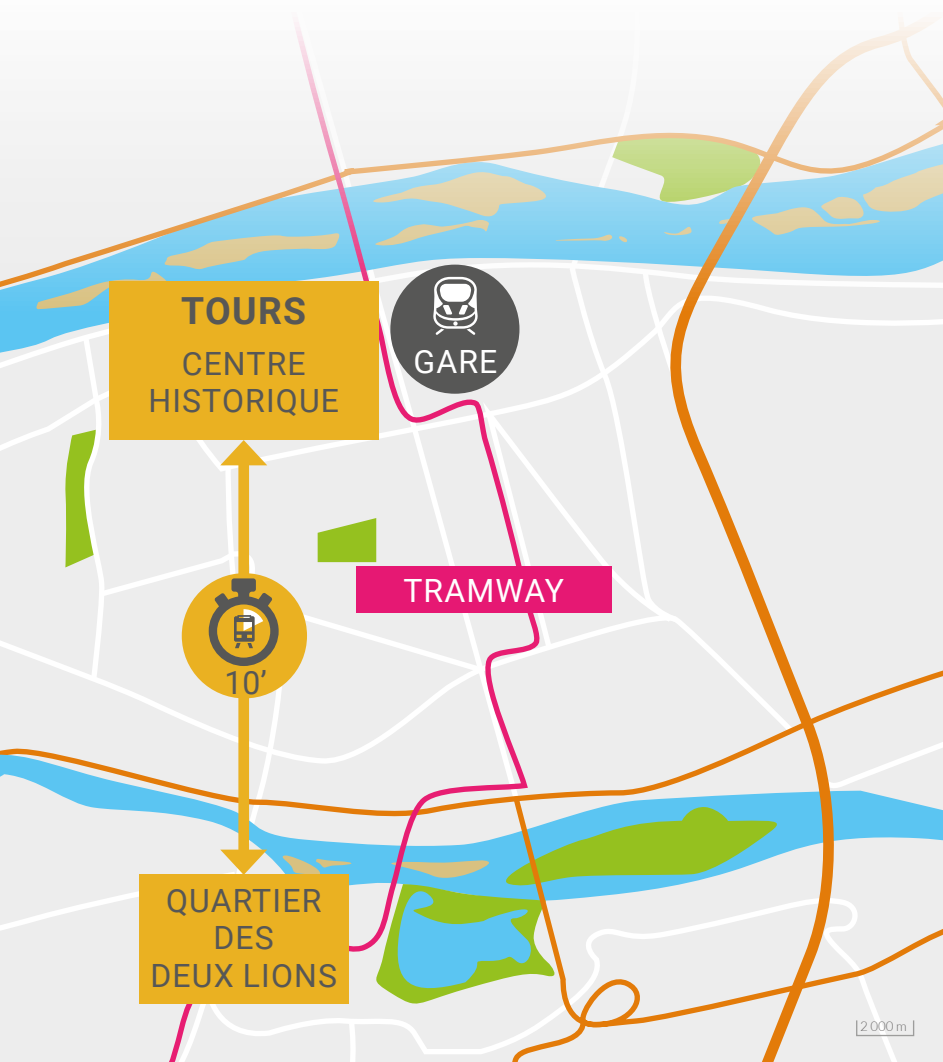 TOURS
CENTRE
HISTORIQUE
GARE
TRAMWAY
10’
QUARTIER
DES
DEUX LIONS
2 000 m